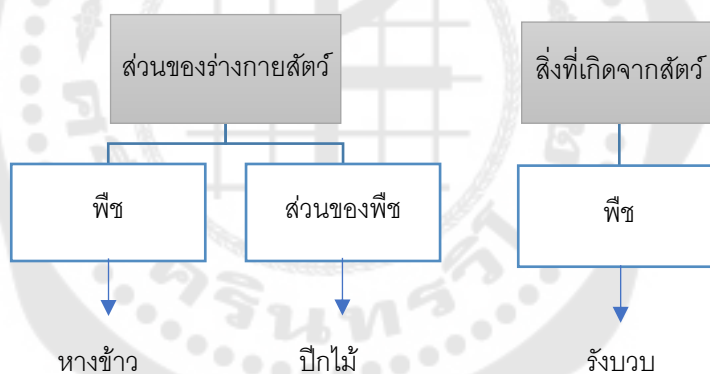 ส่วนของร่างกายสัตว์
สิ่งที่เกิดจากสัตว์
พืช
ส่วนของพืช
พืช
หางข้าว
ปีกไม้
รังบวบ